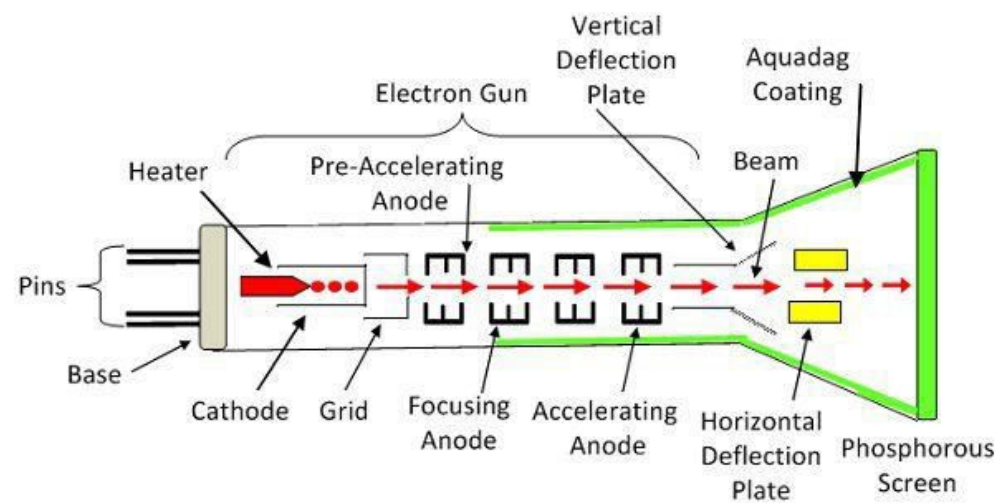 Vertical
Deflection
Plate
Aquadag
Coating
Electron Gun
Pre-Accelerating
Anode
Beam
Heater
Pins
Base
Cathode
Grid
Focusing
Anode
Accelerating
Anode
Horizontal
Deflection
Plate
Phosphorous
Screen